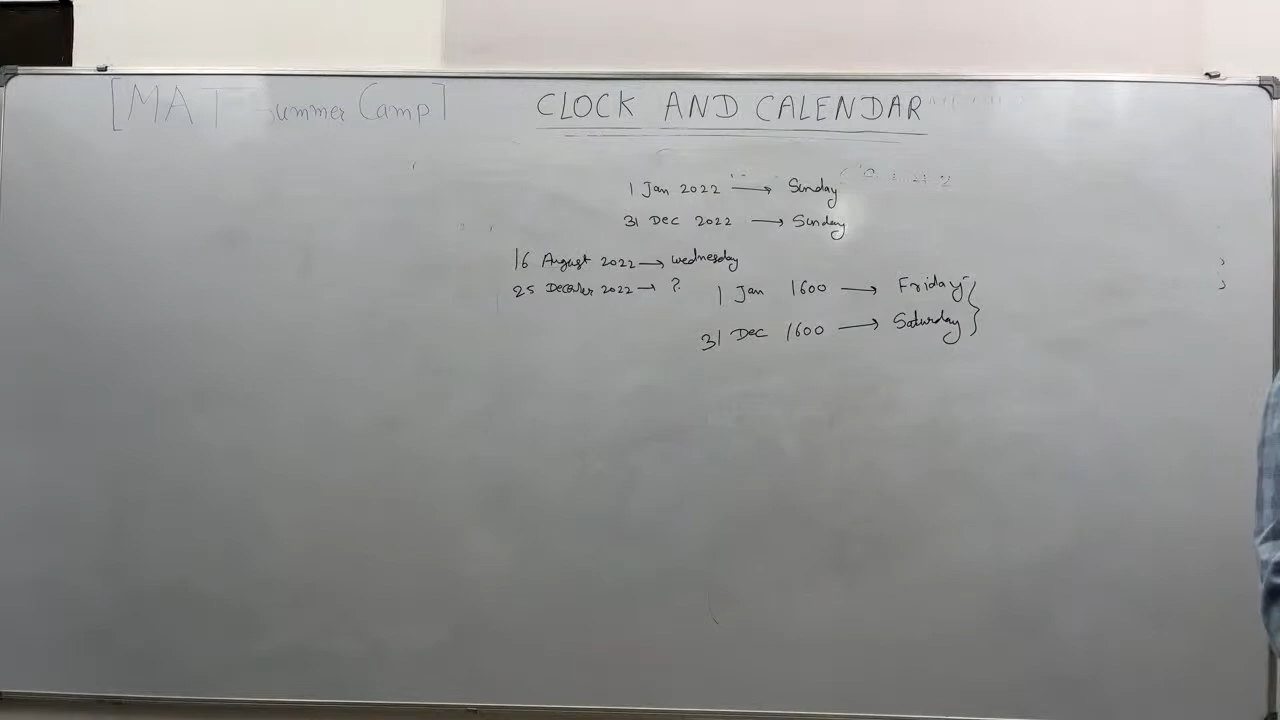 [MAT Summer Camp]
CLOCK AND CALENDAR
1 Jan 2022 → Sunday
31 Dec 2022 → Sunday
16 August 2022 → wednesday
25 December 2022 → ?
1 Jan 1600 → Friday
31 Dec 1600 → Saturday